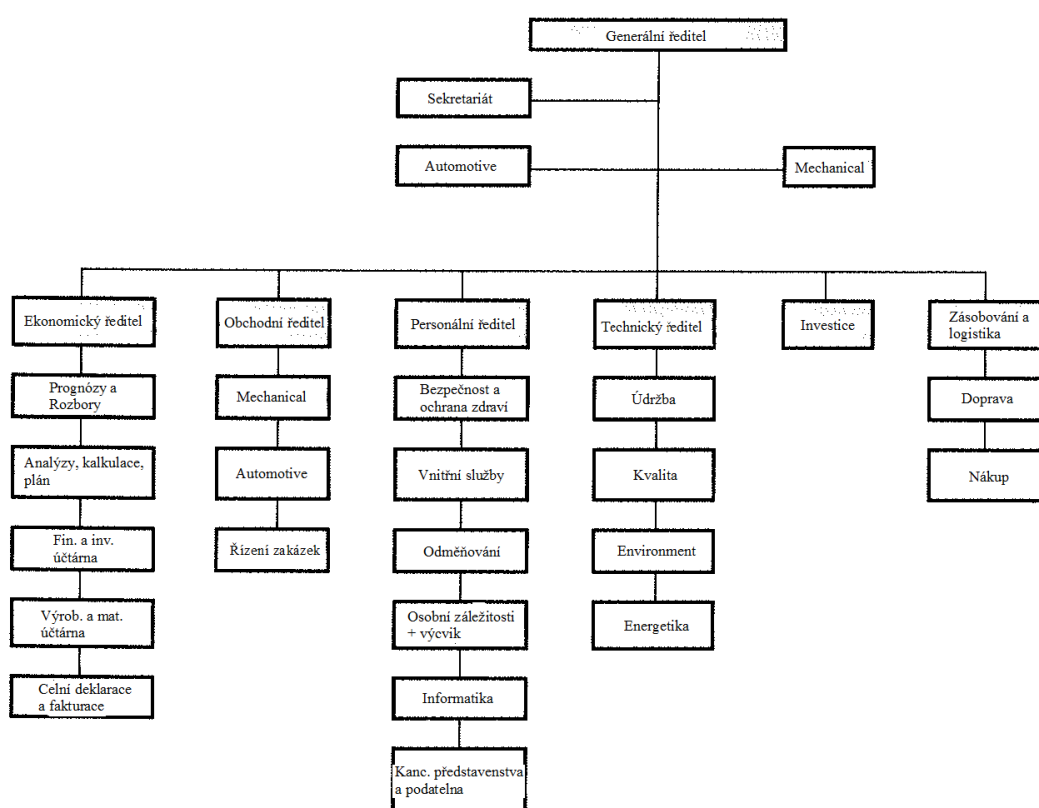 Generální ředitel
Sekretariát
Automotive
Mechanical
Ekonomický ředitel
Obchodní ředitel
Personální ředitel
Technický ředitel
Investice
Zásobování a
logistika
Prognózy a
Rozbory
Mechanical
Bezpečnost a
ochrana zdraví
Údržba
Doprava
Analýzy, kalkulace,
plán
Automotive
Vnitřní služby
Kvalita
Nákup
Fin. a inv.
účtárna
Řízení zakázek
Odměňování
Environment
Výrob. a mat.
účtárna
Osobní záležitosti
+ výcvik
Energetika
Celní deklarace
a fakturace
Informatika
Kanc. představenstva
a podatelna